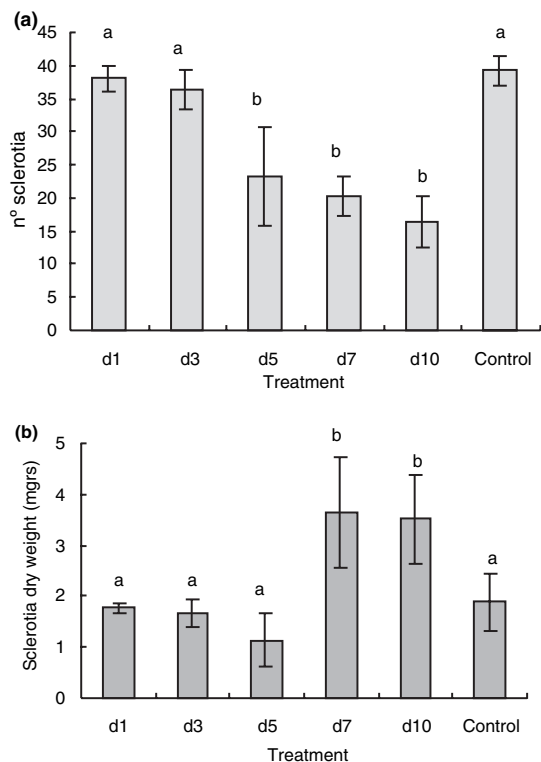 (a)
45
40
35
30
25
20
15
10
5
0
nº sclerotia
a
a
b
b
b
a
d1 d3 d5 d7 d10 Control
Treatment
(b)
5
4
3
2
1
0
Sclerotia dry weight (mgrs)
a
a
a
b
b
a
d1 d3 d5 d7 d10 Control
Treatment